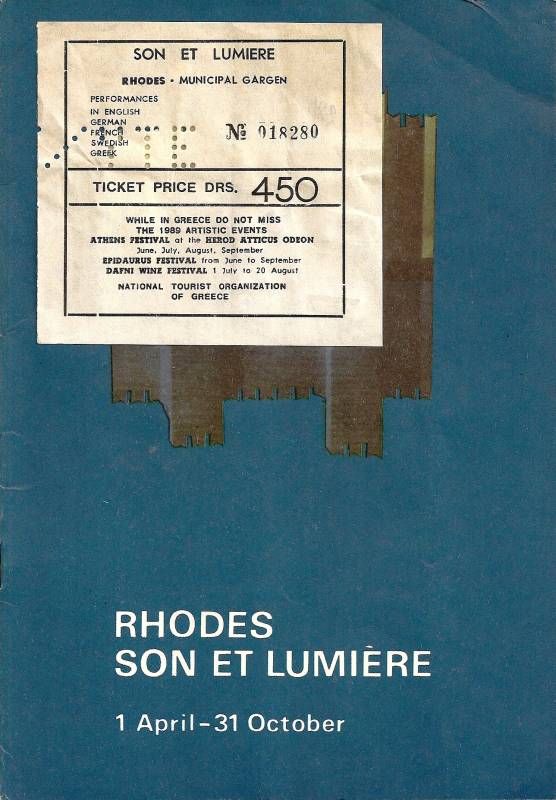 SON ET LUMIERE
RHODES • MUNICIPAL GARGEN
PERFORMANCES
IN ENGLISH
GERMAN
FRENCH
SWEDISH
GREEK
№ 018280
TICKET PRICE DRS. 450
WHILE IN GREECE DO NOT MISS
THE 1989 ARTISTIC EVENTS
ATHENS FESTIVAL at the HEROD ATTICUS ODEON
June, July, August, September
EPIDAURUS FESTIVAL from June to September
DAFNI WINE FESTIVAL 1 July to 20 August
NATIONAL TOURIST ORGANIZATION
OF GREECE
RHODES
SON ET LUMIÈRE
1 April – 31 October